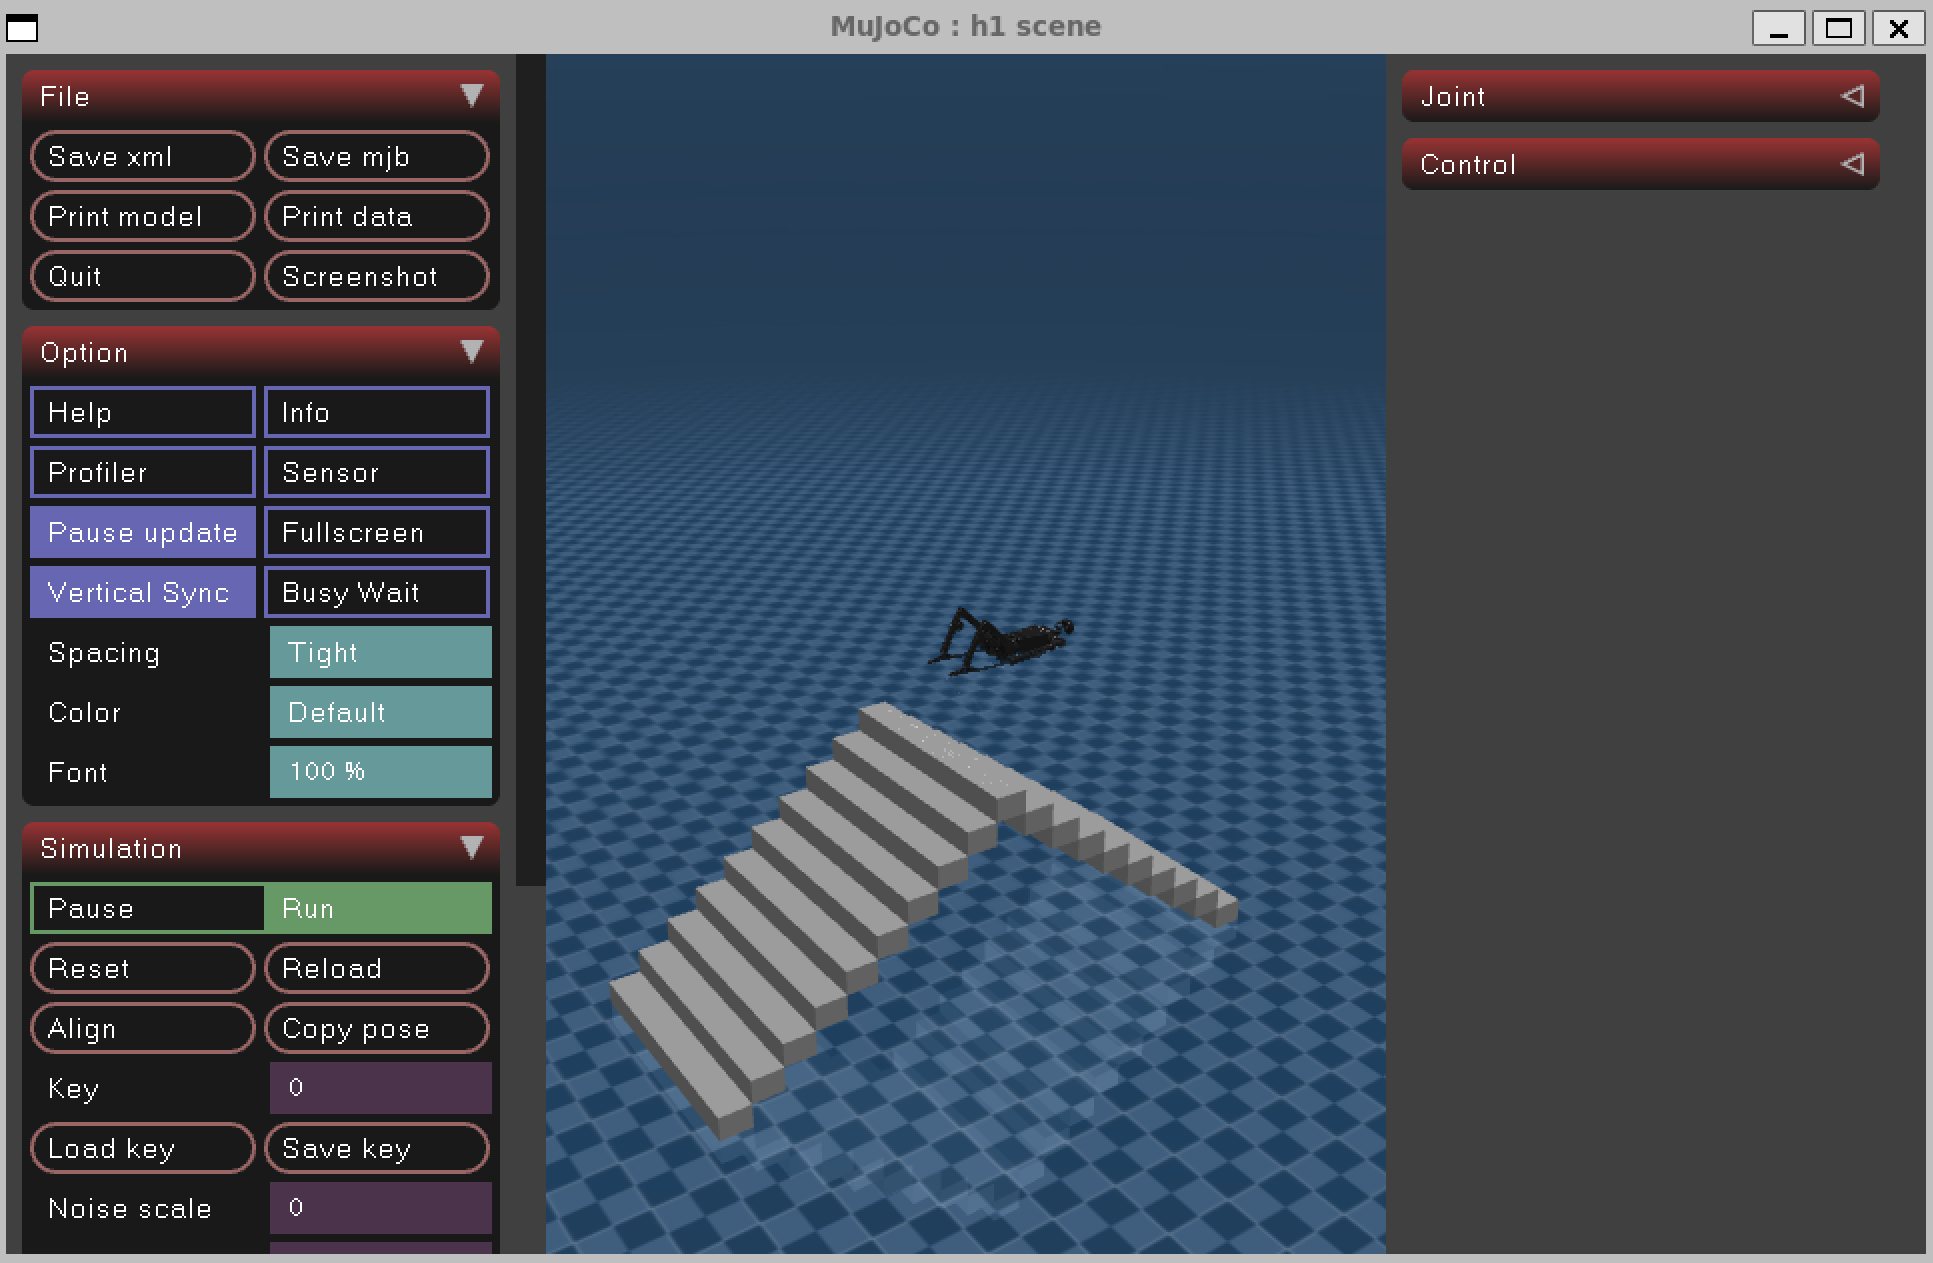 MuJoCo : h1 scene
File
Save xml
Save mjb
Print model
Print data
Quit
Screenshot
Option
Help
Info
Profiler
Sensor
Pause update
Fullscreen
Vertical Sync
Busy Wait
Spacing
Tight
Color
Default
Font
100 %
Simulation
Pause
Run
Reset
Reload
Align
Copy pose
Key
0
Load key
Save key
Noise scale
0
Joint
Control